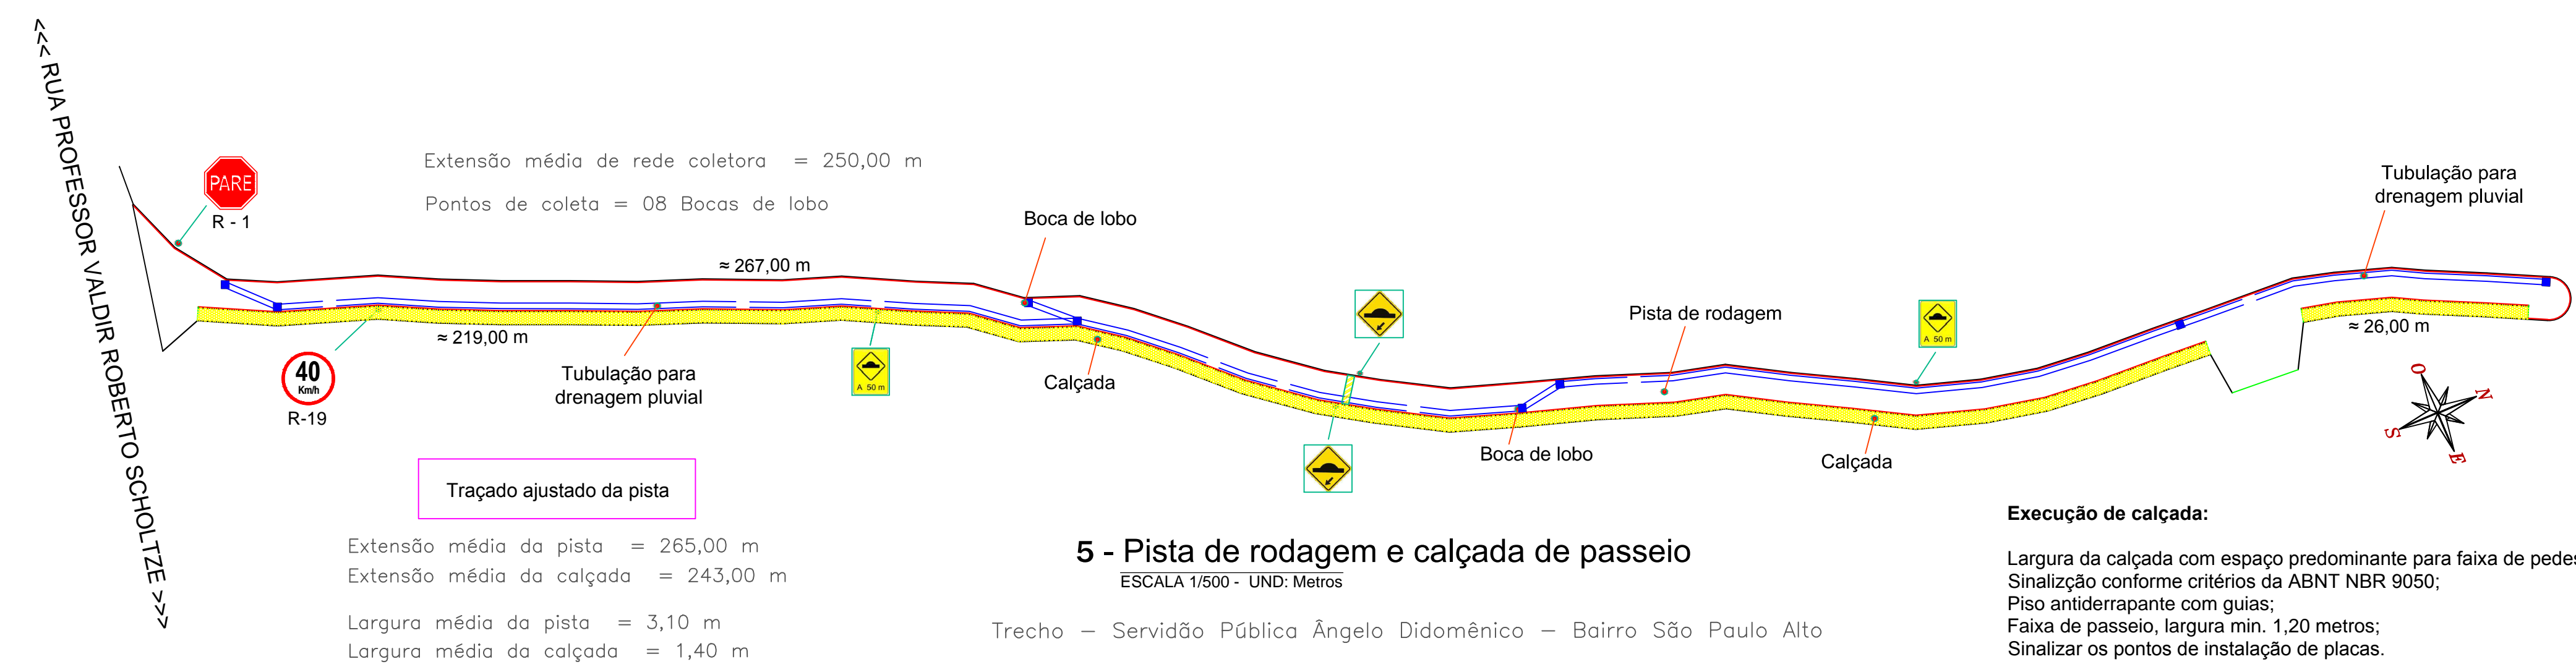 <<< RUA PROFESSOR VALDIR ROBERTO SCHOLTZE >>>
PARE
R - 1
Extensão média de rede coletora = 250,00 m
Pontos de coleta = 08 Bocas de lobo
≈ 267,00 m
Boca de lobo
Tubulação para
drenagem pluvial
≈ 219,00 m
40
Km/h
R-19
Tubulação para
drenagem pluvial
A 50 m
Calçada
Pista de rodagem
A 50 m
≈ 26,00 m
Boca de lobo
Calçada
O
N
S
E
Traçado ajustado da pista
Extensão média da pista = 265,00 m
Extensão média da calçada = 243,00 m
Largura média da pista = 3,10 m
Largura média da calçada = 1,40 m
5 - Pista de rodagem e calçada de passeio
ESCALA 1/500 - UND: Metros
Trecho – Servidão Pública Ângelo Didomênico – Bairro São Paulo Alto
Execução de calçada:
Largura da calçada com espaço predominante para faixa de
Sinalizção conforme critérios da ABNT NBR 9050;
Piso antiderrapante com guias;
Faixa de passeio, largura min. 1,20 metros;
Sinalizar os pontos de instalação de placas.